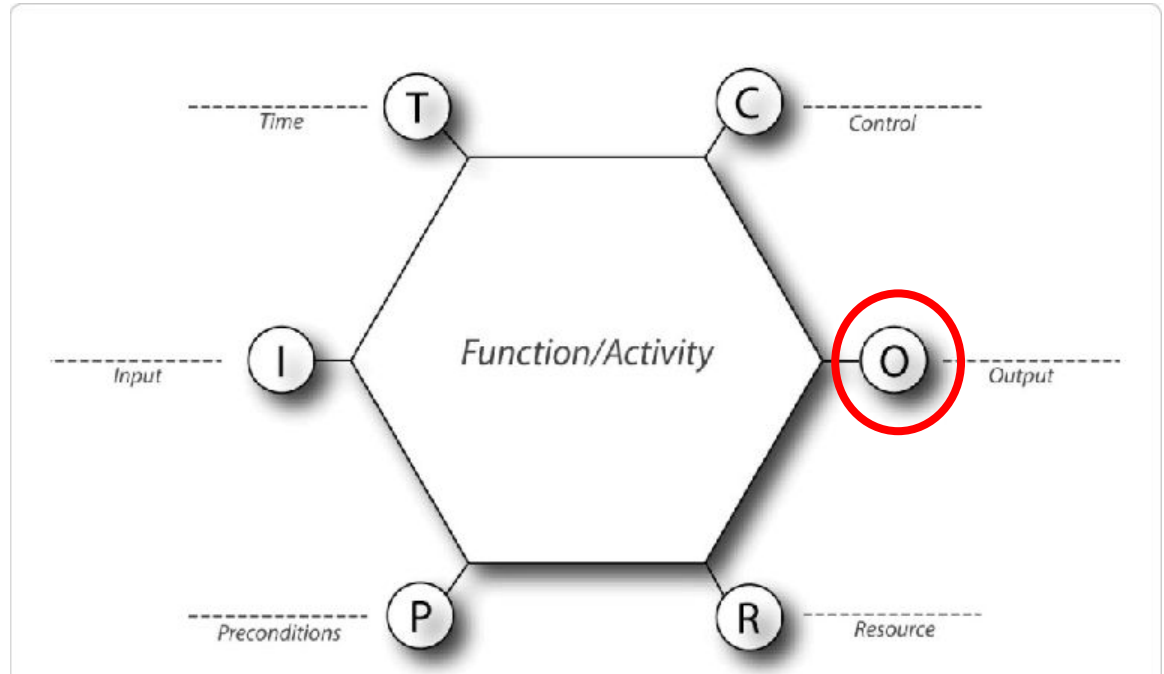 T
C
Time
Control
I
Function/Activity
O
Input
Output
P
R
Preconditions
Resource